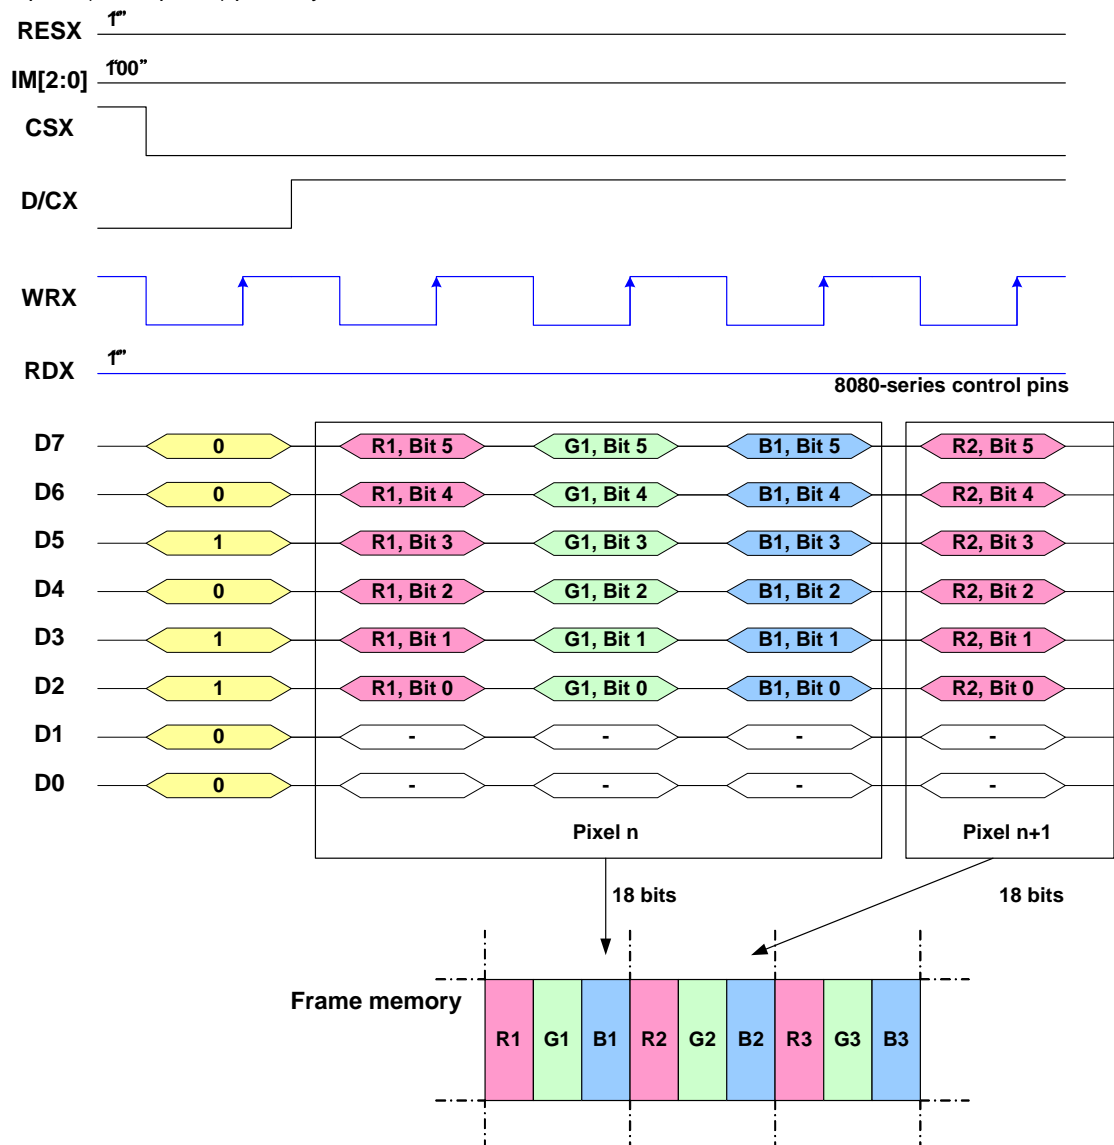 RESX 1"
IM[2:0] 100"
CSX
D/CX
WRX
RDX 1"
8080-series control pins
D7 0 R1, Bit 5 G1, Bit 5 B1, Bit 5 R2, Bit 5
D6 0 R1, Bit 4 G1, Bit 4 B1, Bit 4 R2, Bit 4
D5 1 R1, Bit 3 G1, Bit 3 B1, Bit 3 R2, Bit 3
D4 0 R1, Bit 2 G1, Bit 2 B1, Bit 2 R2, Bit 2
D3 1 R1, Bit 1 G1, Bit 1 B1, Bit 1 R2, Bit 1
D2 1 R1, Bit 0 G1, Bit 0 B1, Bit 0 R2, Bit 0
D1 0 - - - -
D0 0 - - - -
Pixel n Pixel n+1
18 bits 18 bits
Frame memory
R1 G1 B1 R2 G2 B2 R3 G3 B3